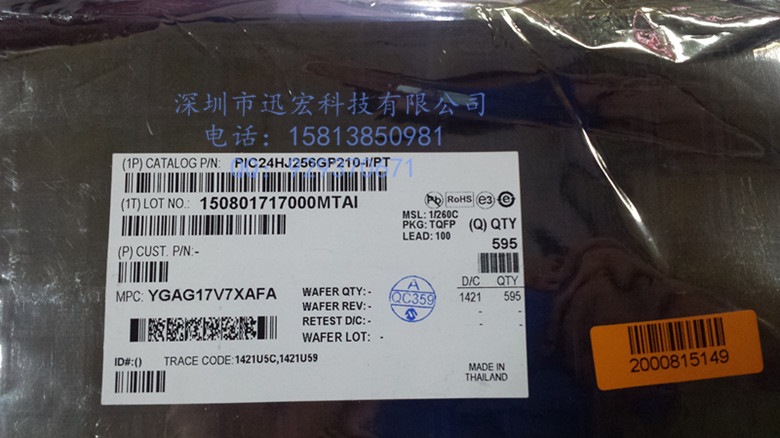 深圳市迅宏科技有限公司
电话：15813850981
(1P) CATALOG P/N: PIC24HJ256GP210-I/PT
(1T) LOT NO.: 150801717000MTAI
Pb RoHS e3 e
MSL: 1/260C
PKG: TQFP
LEAD: 100
(Q) QTY
595
(P) CUST. P/N:-
MPC: YGAG17V7XAFA
WAFER QTY: -
WAFER REV: -
RETEST D/C: -
WAFER LOT: -
A
QC359
D/C QTY
1421 595
- -
- -
ID#:()
TRACE CODE: 1421U5C,1421U59
MADE IN
THAILAND
2000815149